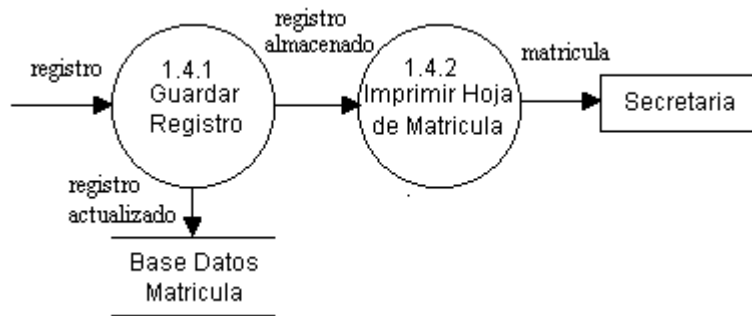 registro
1.4.1
Guardar
Registro
registro
almacenado
1.4.2
Imprimir Hoja
de Matricula
matricula
Secretaria
registro
actualizado
Base Datos
Matricula